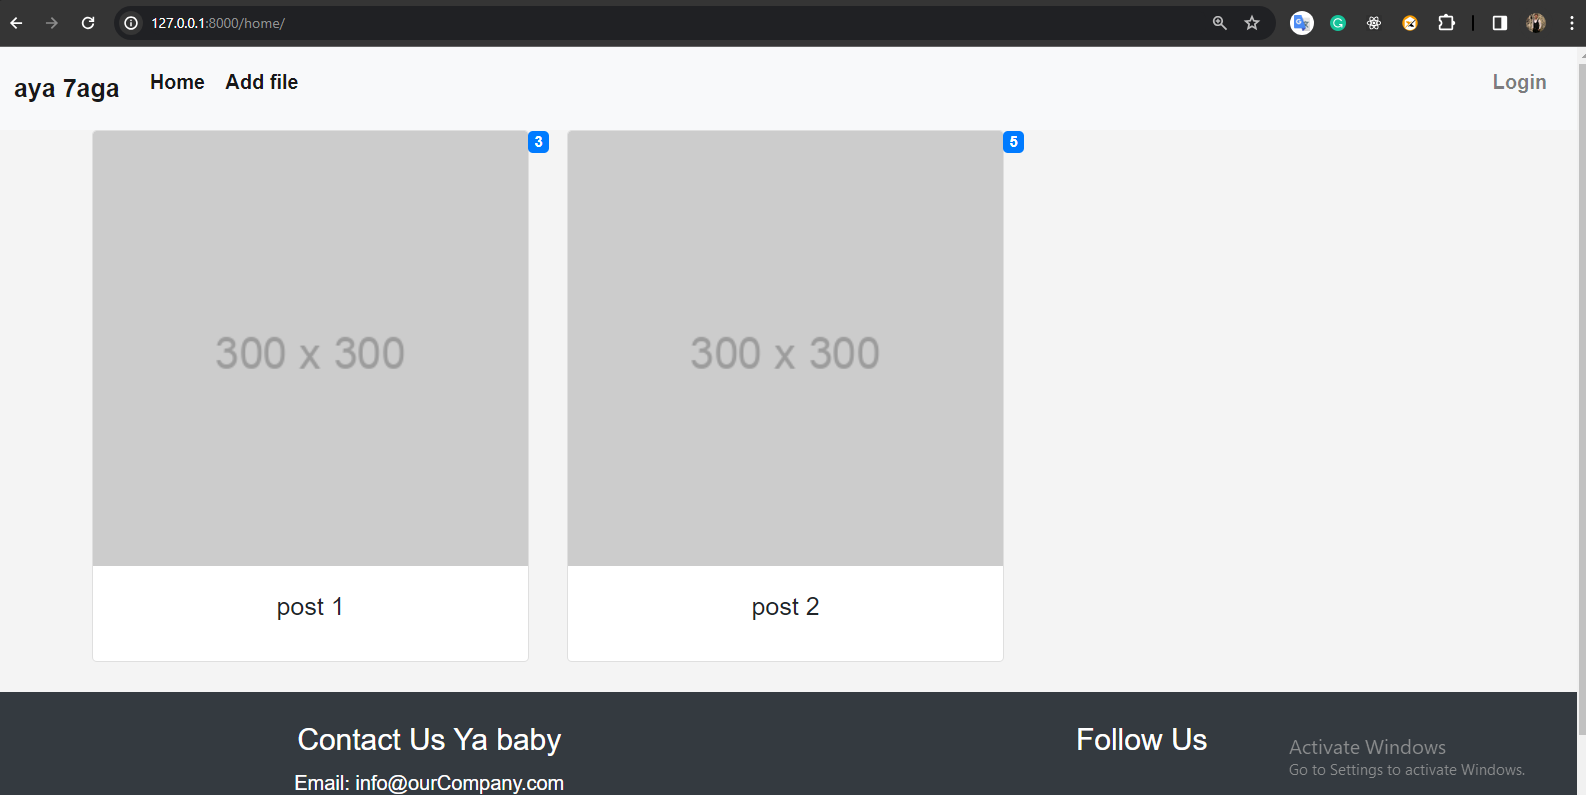 127.0.0.1:8000/home/
aya 7aga
Home
Add file
Login
3
5
300 x 300
300 x 300
post 1
post 2
Contact Us Ya baby
Follow Us
Email: info@ourCompany.com
Activate Windows
Go to Settings to activate Windows.